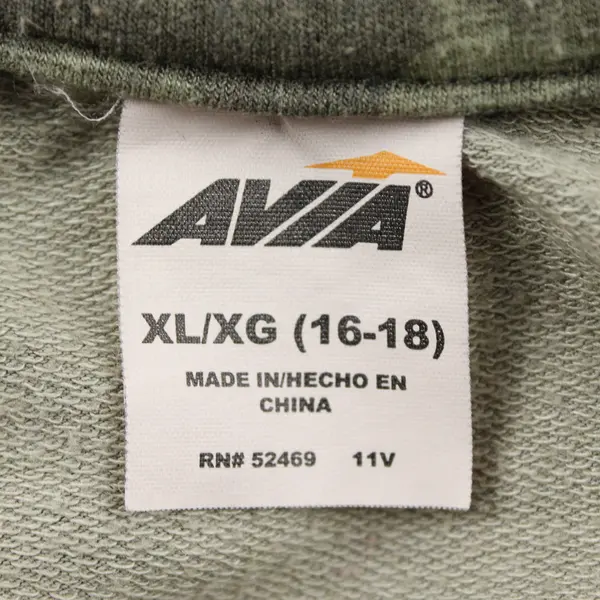 AVIA®
XL/XG (16-18)
MADE IN/HECHO EN
CHINA
RN# 52469 11V